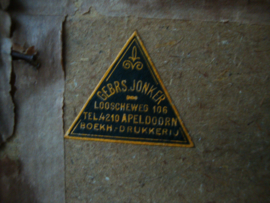 GEBRS. JONKER
LOOSCHEWEG 106
TEL. 4210 APELDOORN
BOEKH/DRUKKERIJ